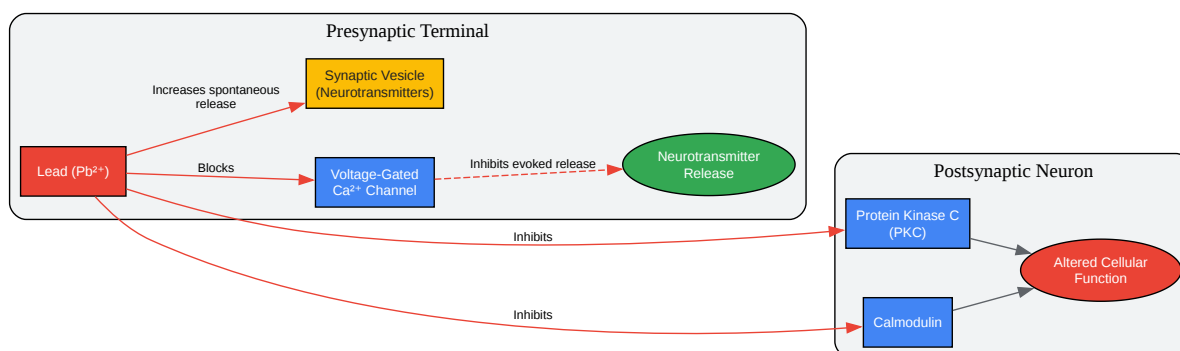 Presynaptic Terminal
Synaptic Vesicle
(Neurotransmitters)
Increases spontaneous
release
Lead (Pb²⁺)
Blocks
Voltage-Gated
Ca²⁺ Channel
Inhibits evoked release
Neurotransmitter
Release
Postsynaptic Neuron
Inhibits
Protein Kinase C
(PKC)
Altered Cellular
Function
Inhibits
Calmodulin